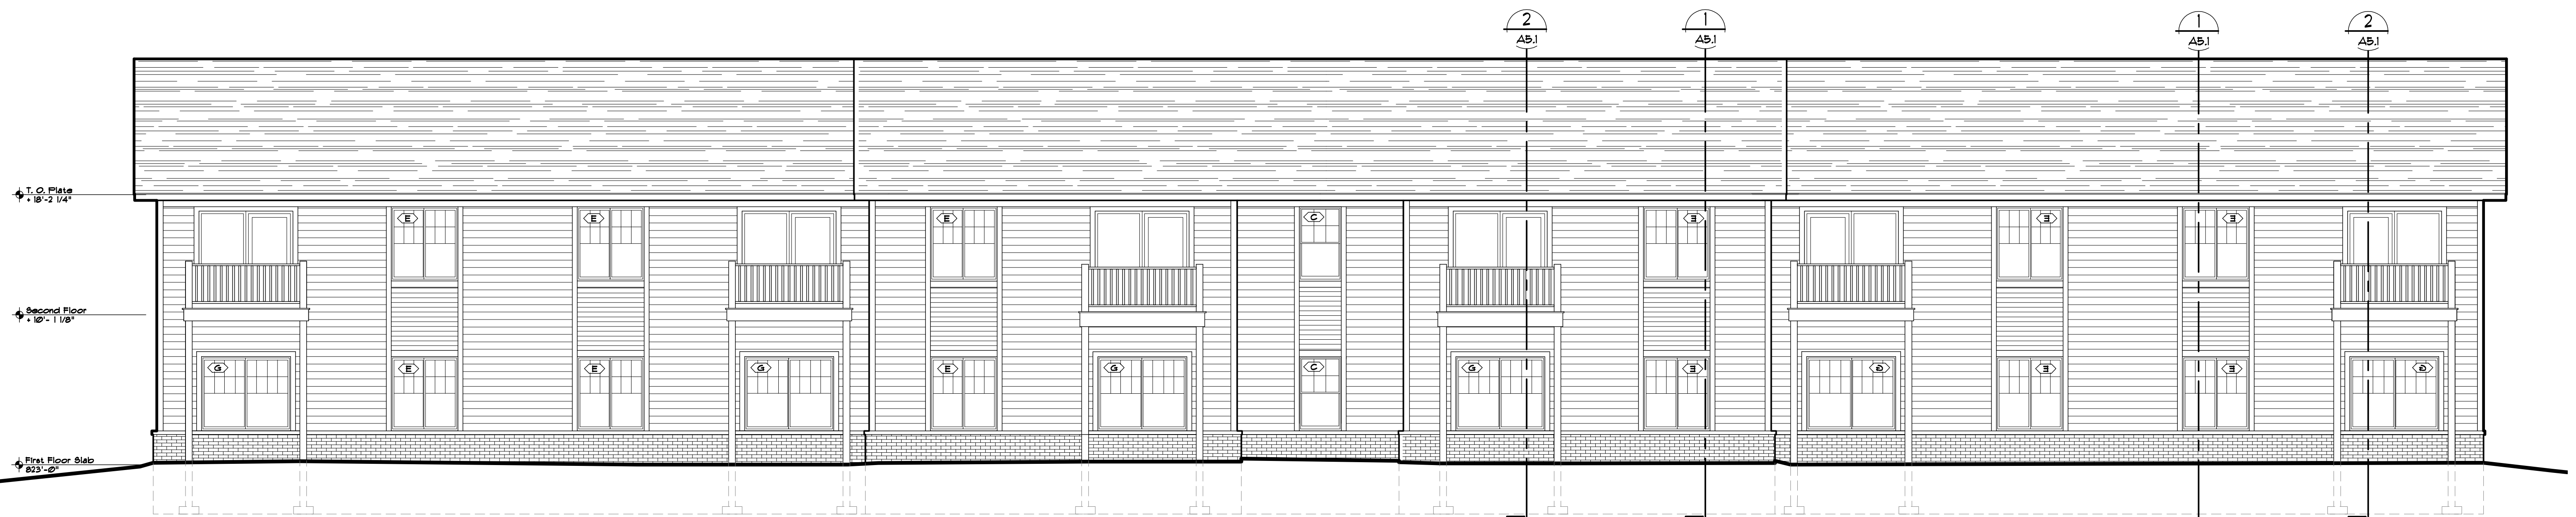 2
A5.1
1
A5.1
1
A5.1
2
A5.1
T. O. Plate
+ 18'-2 1/4"
E
E
E
C
E
E
E
Second Floor
+ 10'- 1 1/8"
G
E
E
G
E
G
C
G
E
G
E
E
G
First Floor Slab
823'-0"